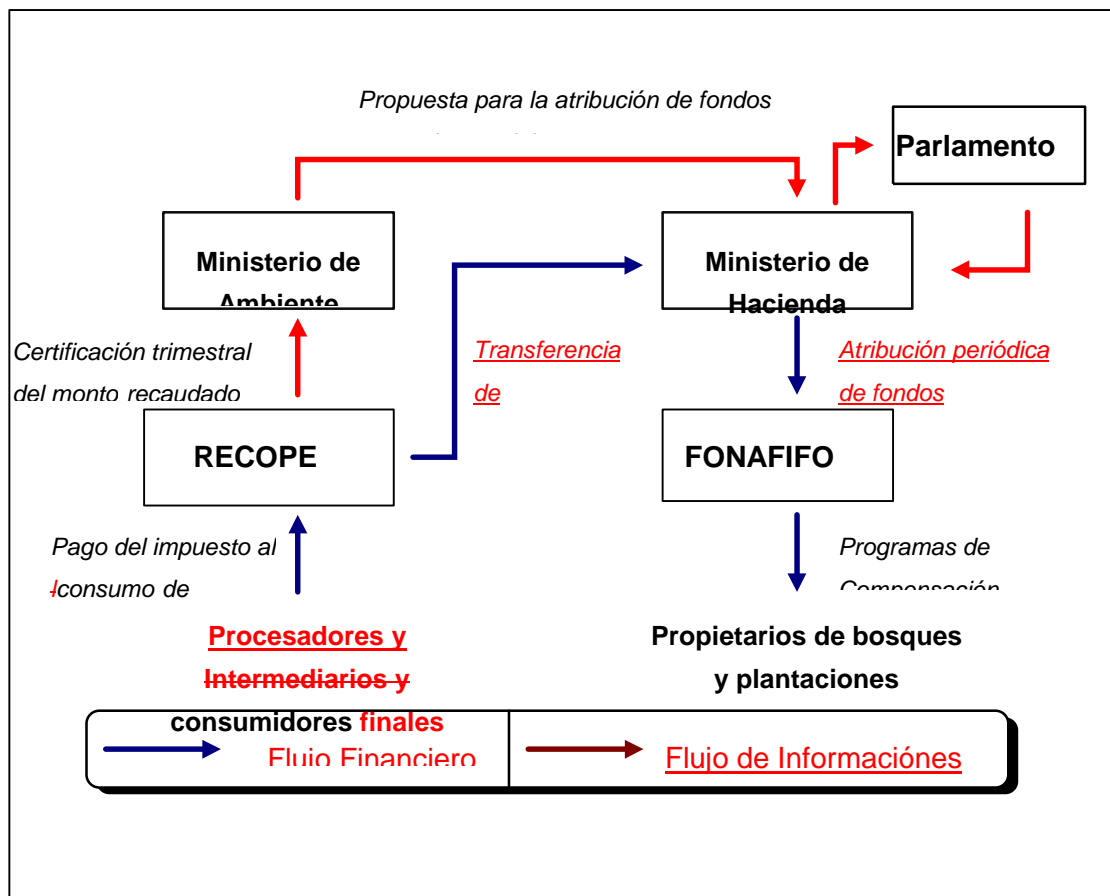 Propuesta para la atribución de fondos
Parlamento
Ministerio de
Ambiente
Ministerio de
Hacienda
Certificación trimestral
del monto recaudado
Transferencia
de
Atribución periódica
de fondos
RECOPE
FONAFIFO
Pago del impuesto al
lconsumo de
Programas de
Compensación
Procesadores y
Intermediarios y
consumidores finales
Propietarios de bosques
y plantaciones
Flujo Financiero
Flujo de Informaciónes